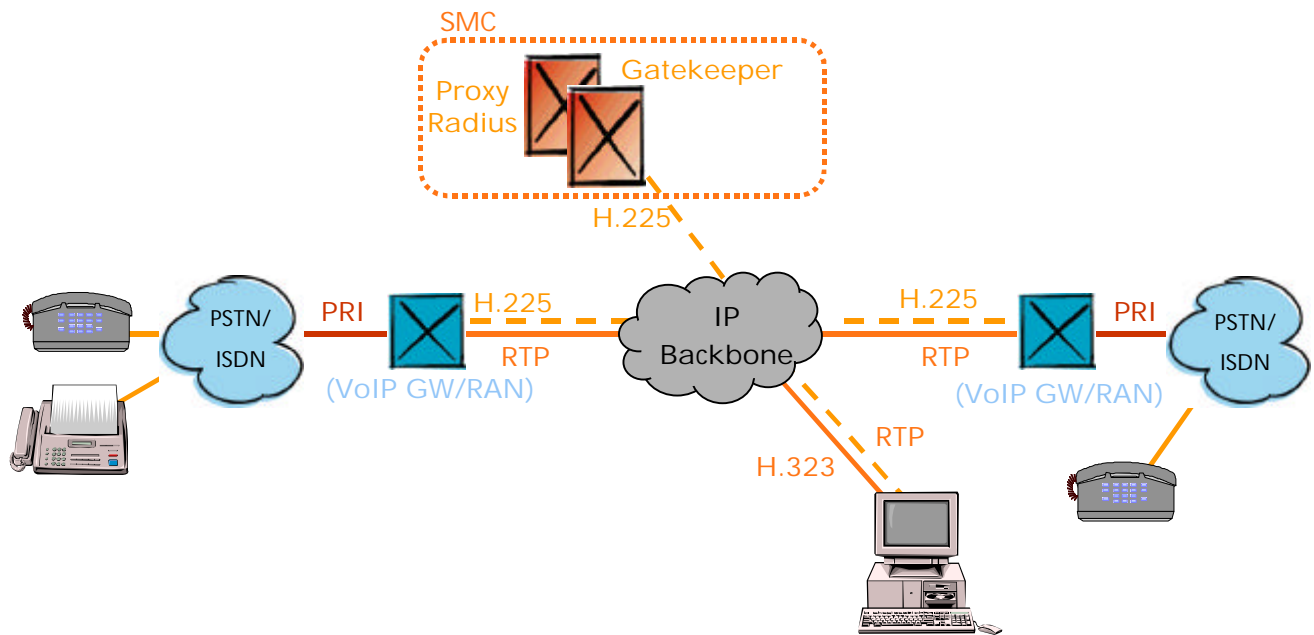 SMC
Gatekeeper
Proxy
Radius
H.225
PSTN/
ISDN
PRI
H.225
RTP
(VoIP GW/RAN)
IP
Backbone
H.225
RTP
PRI
(VoIP GW/RAN)
PSTN/
ISDN
RTP
H.323